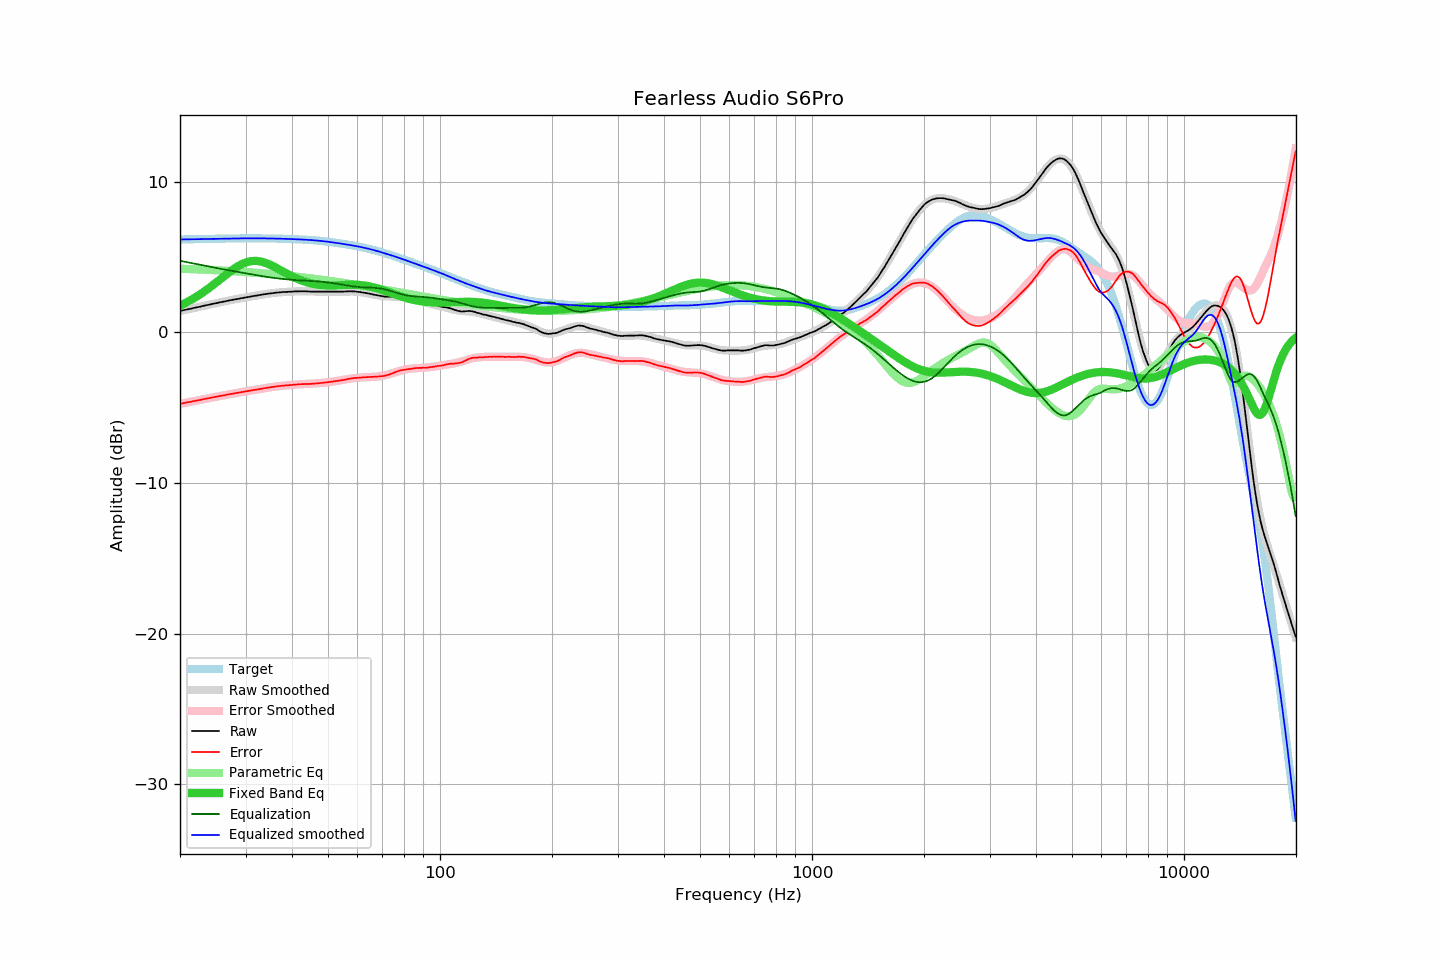 Fearless Audio S6Pro
Amplitude (dBr)
10
0
−10
−20
−30
Target
Raw Smoothed
Error Smoothed
Raw
Error
Parametric Eq
Fixed Band Eq
Equalization
Equalized smoothed
100
1000
10000
Frequency (Hz)